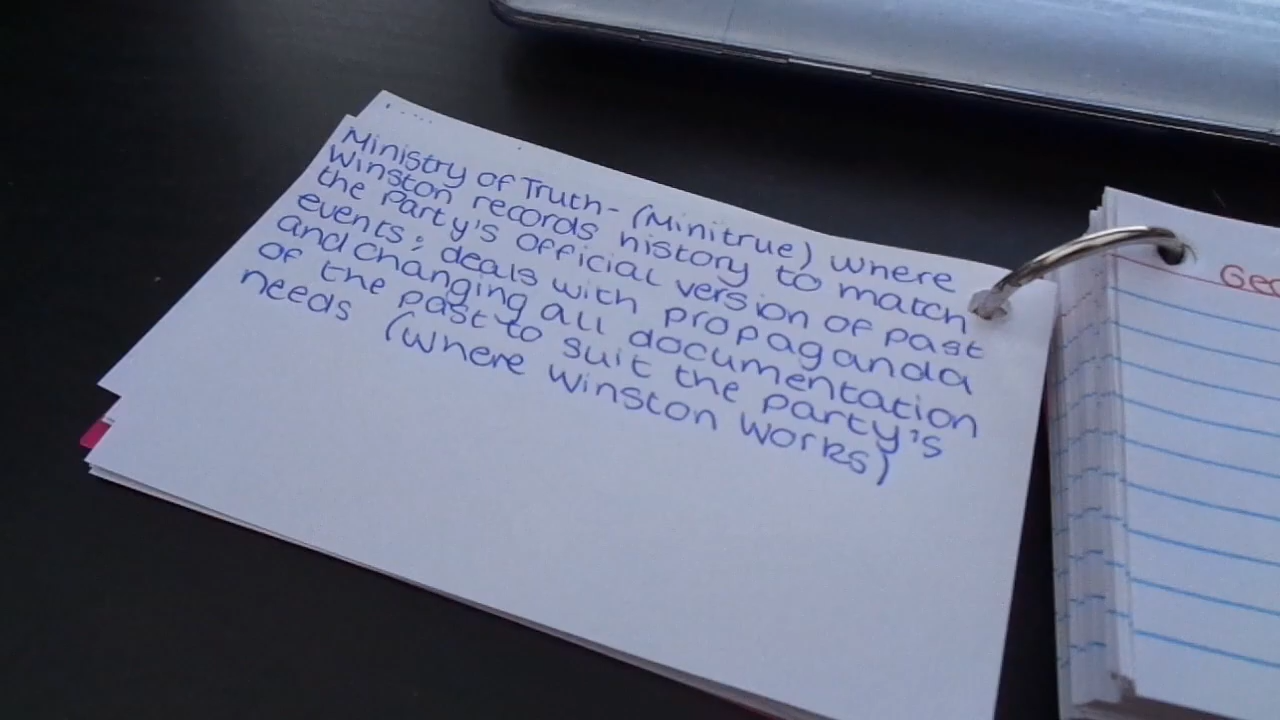 Ministry of Truth - (Minitrue) Where
Winston records history to match
the Party's official version of past
events; deals with propaganda
and changing all documentation
of the past to suit the party's
needs (where Winston works)